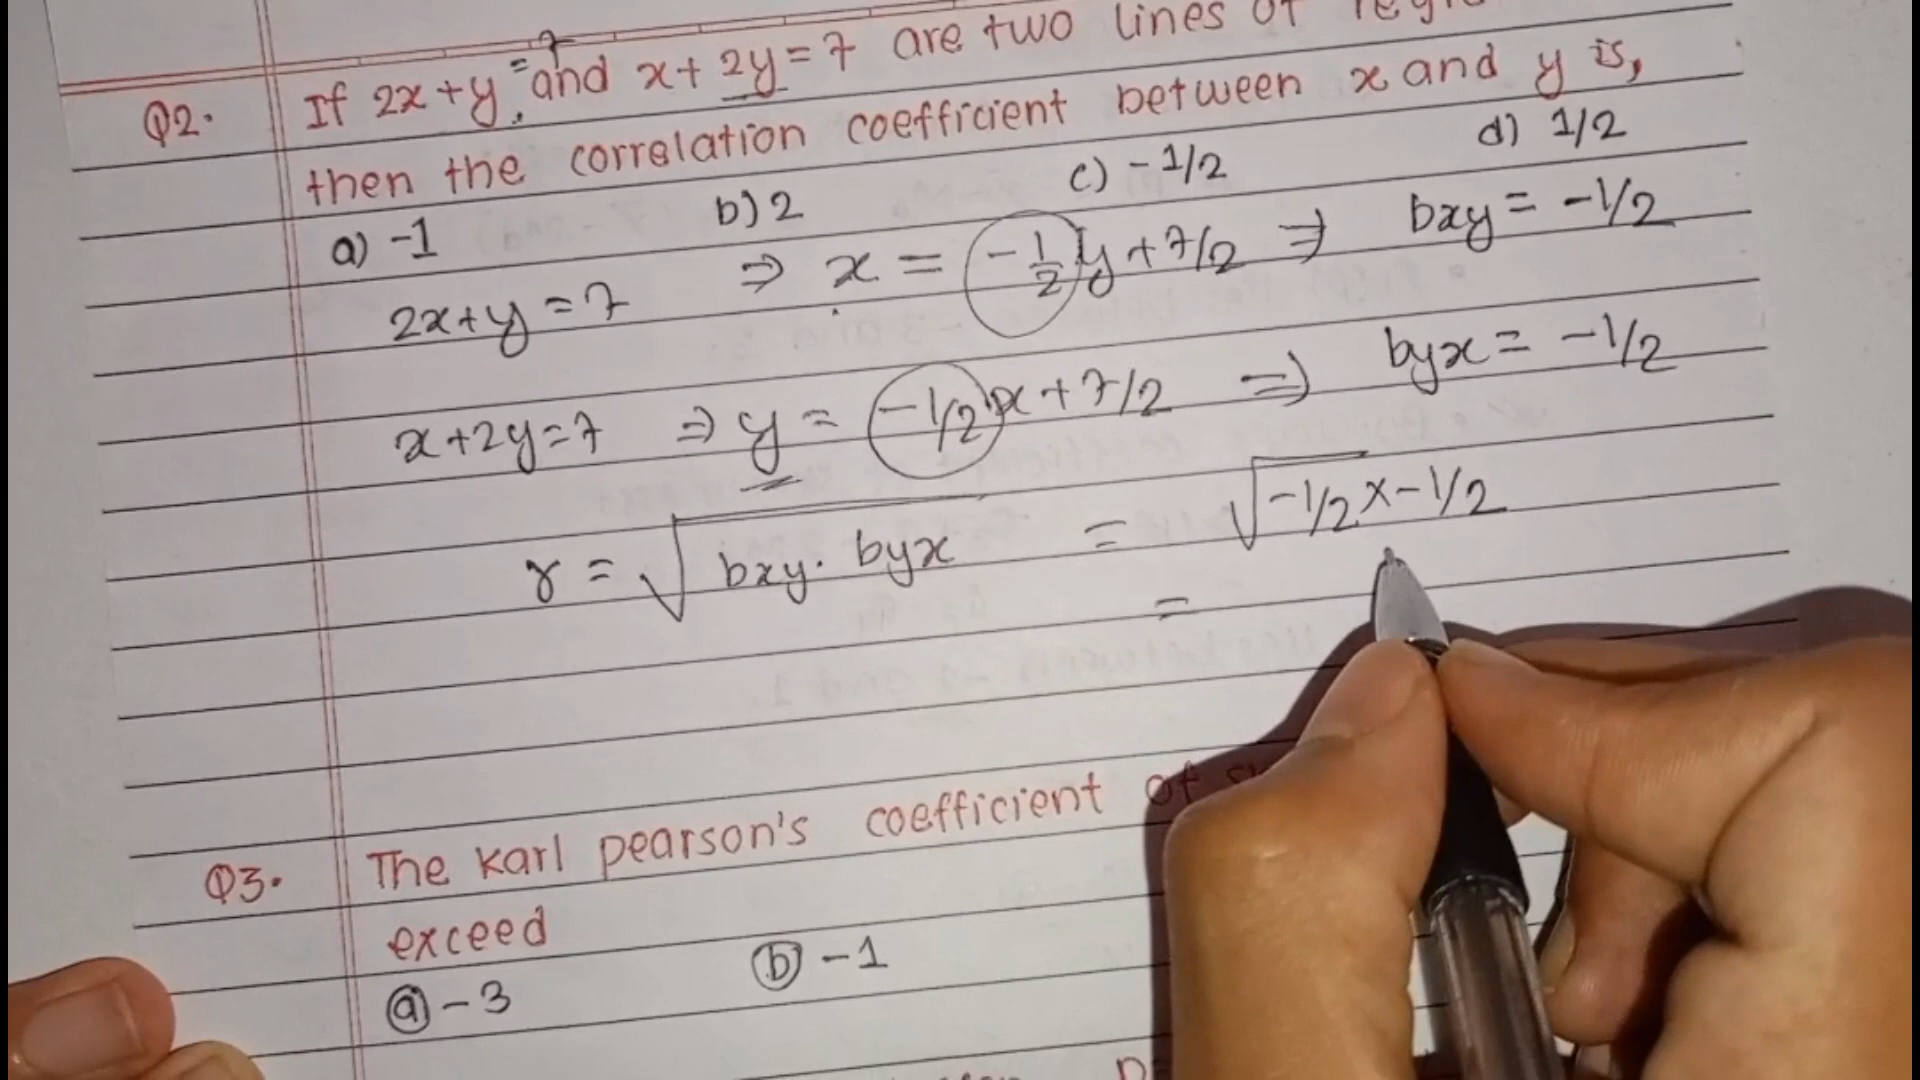 Q2. If 2x+y=7 and x+2y=7 are two lines of
then the correlation coefficient between x and y is,
a) -1 b) 2 c) -1/2 d) 1/2
2x+y=7 ⇒ x = -1/2 y+7/2 ⇒ bxy = -1/2
x+2y=7 ⇒ y = -1/2 x+7/2 ⇒ byx = -1/2
r = √bxy. byx = √-1/2 x -1/2
=
Q3. The Karl pearson's coefficient of
exceed
a -3 b -1